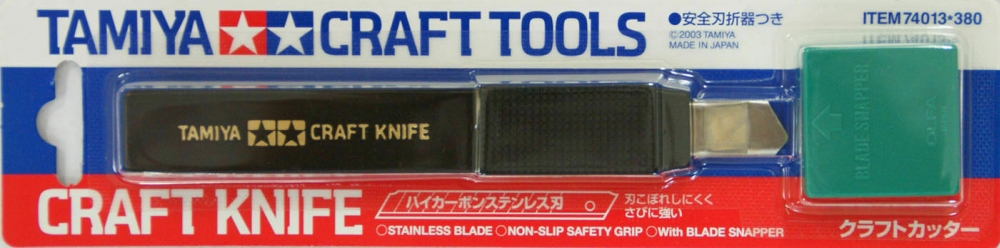 TAMIYA CRAFT TOOLS
●安全刃折器つき
©2003 TAMIYA
MADE IN JAPAN
ITEM 74013★380
TAMIYA CRAFT KNIFE
BLADE SNAPPER
OLFA
CRAFT KNIFE
ハイカーボンステンレス刃
刃こぼれしにくく
さびに強い
○STAINLESS BLADE ○NON-SLIP SAFETY GRIP ○With BLADE SNAPPER
クラフトカッター